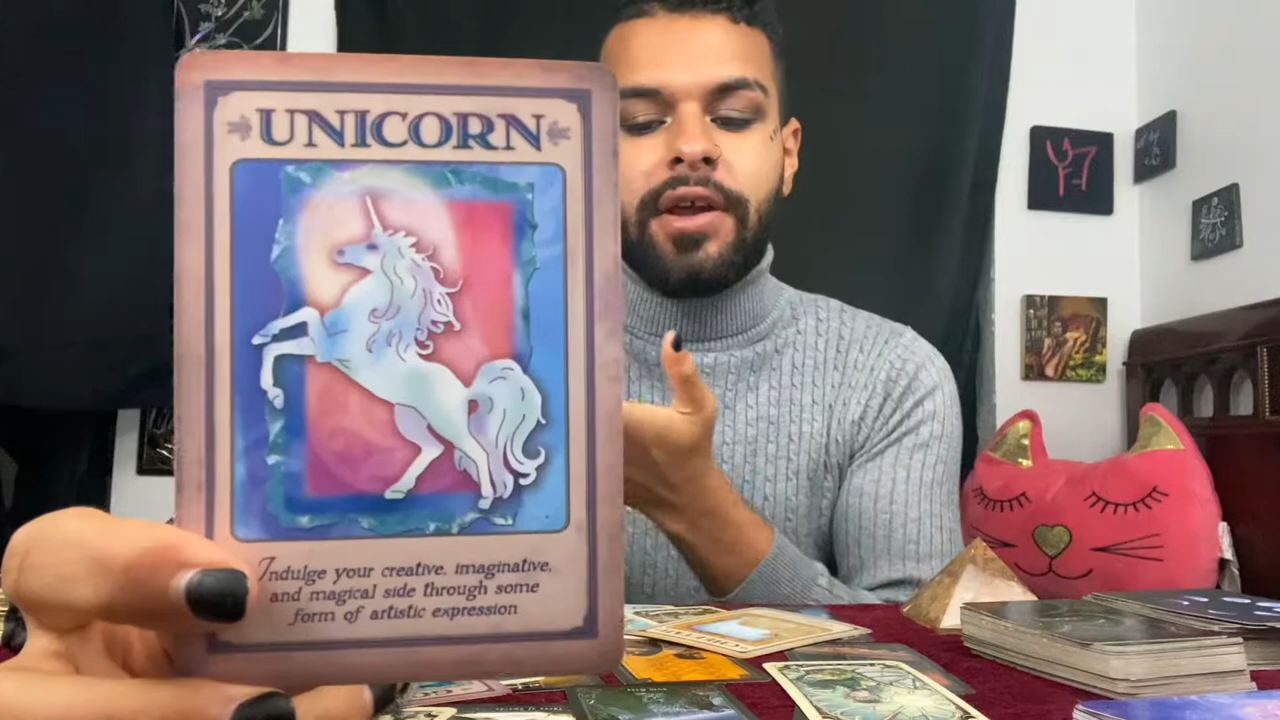 UNICORN
Indulge your creative, imaginative,
and magical side through some
form of artistic expression